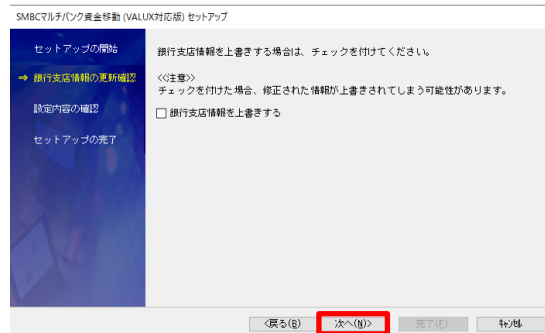 SMBCマルチバンク資金移動 (VALUX対応版) セットアップ
セットアップの開始
⇒ 銀行支店情報の更新確認
設定内容の確認
セットアップの完了
銀行支店情報を上書きする場合は、チェックを付けてください。
<<注意>>
チェックを付けた場合、修正された情報が上書きされてしまう可能性があります。
銀行支店情報を上書きする
<戻る(B)
次へ(N)>
完了(F)
キャンセル